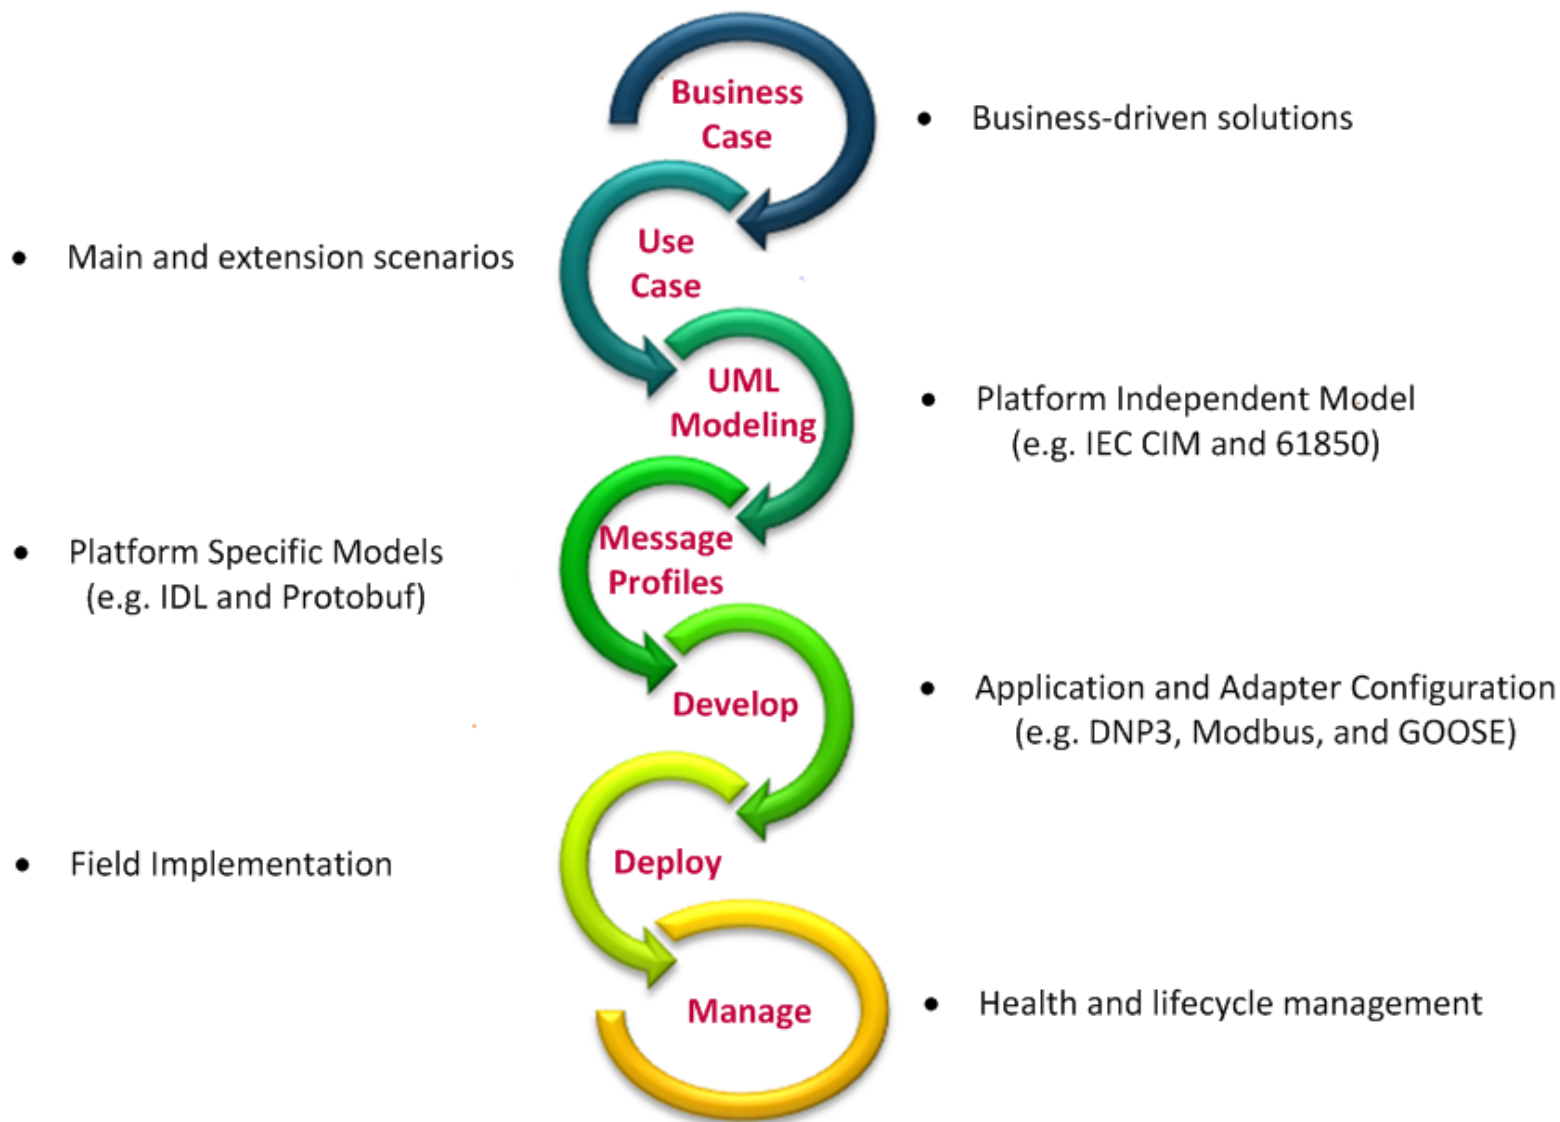 Business
Case
• Business-driven solutions
Use
Case
• Main and extension scenarios
UML
Modeling
• Platform Independent Model
(e.g. IEC CIM and 61850)
Message
Profiles
• Platform Specific Models
(e.g. IDL and Protobuf)
Develop
• Application and Adapter Configuration
(e.g. DNP3, Modbus, and GOOSE)
Deploy
• Field Implementation
Manage
• Health and lifecycle management